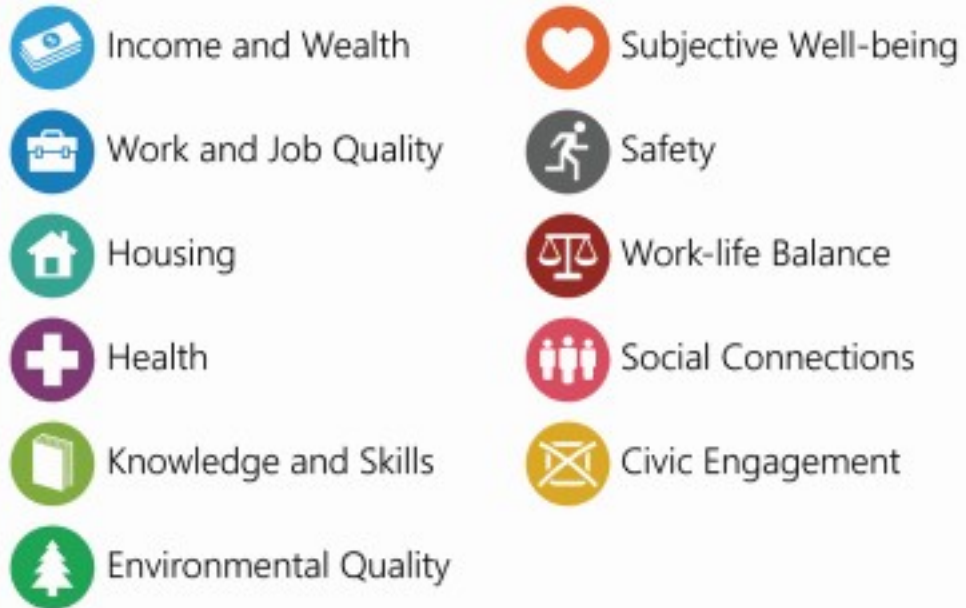 Income and Wealth
Work and Job Quality
Housing
Health
Knowledge and Skills
Environmental Quality
Subjective Well-being
Safety
Work-life Balance
Social Connections
Civic Engagement